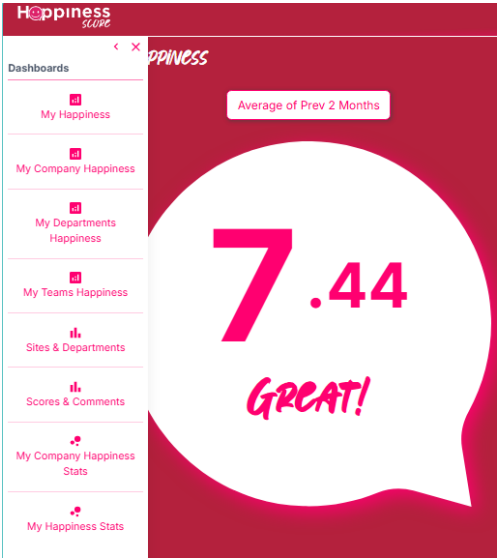 Happiness
SCORE
Dashboards
My Happiness
My Company Happiness
My Departments
Happiness
My Teams Happiness
Sites & Departments
Scores & Comments
My Company Happiness
Stats
My Happiness Stats
PPINESS
Average of Prev 2 Months
7.44
GREAT!